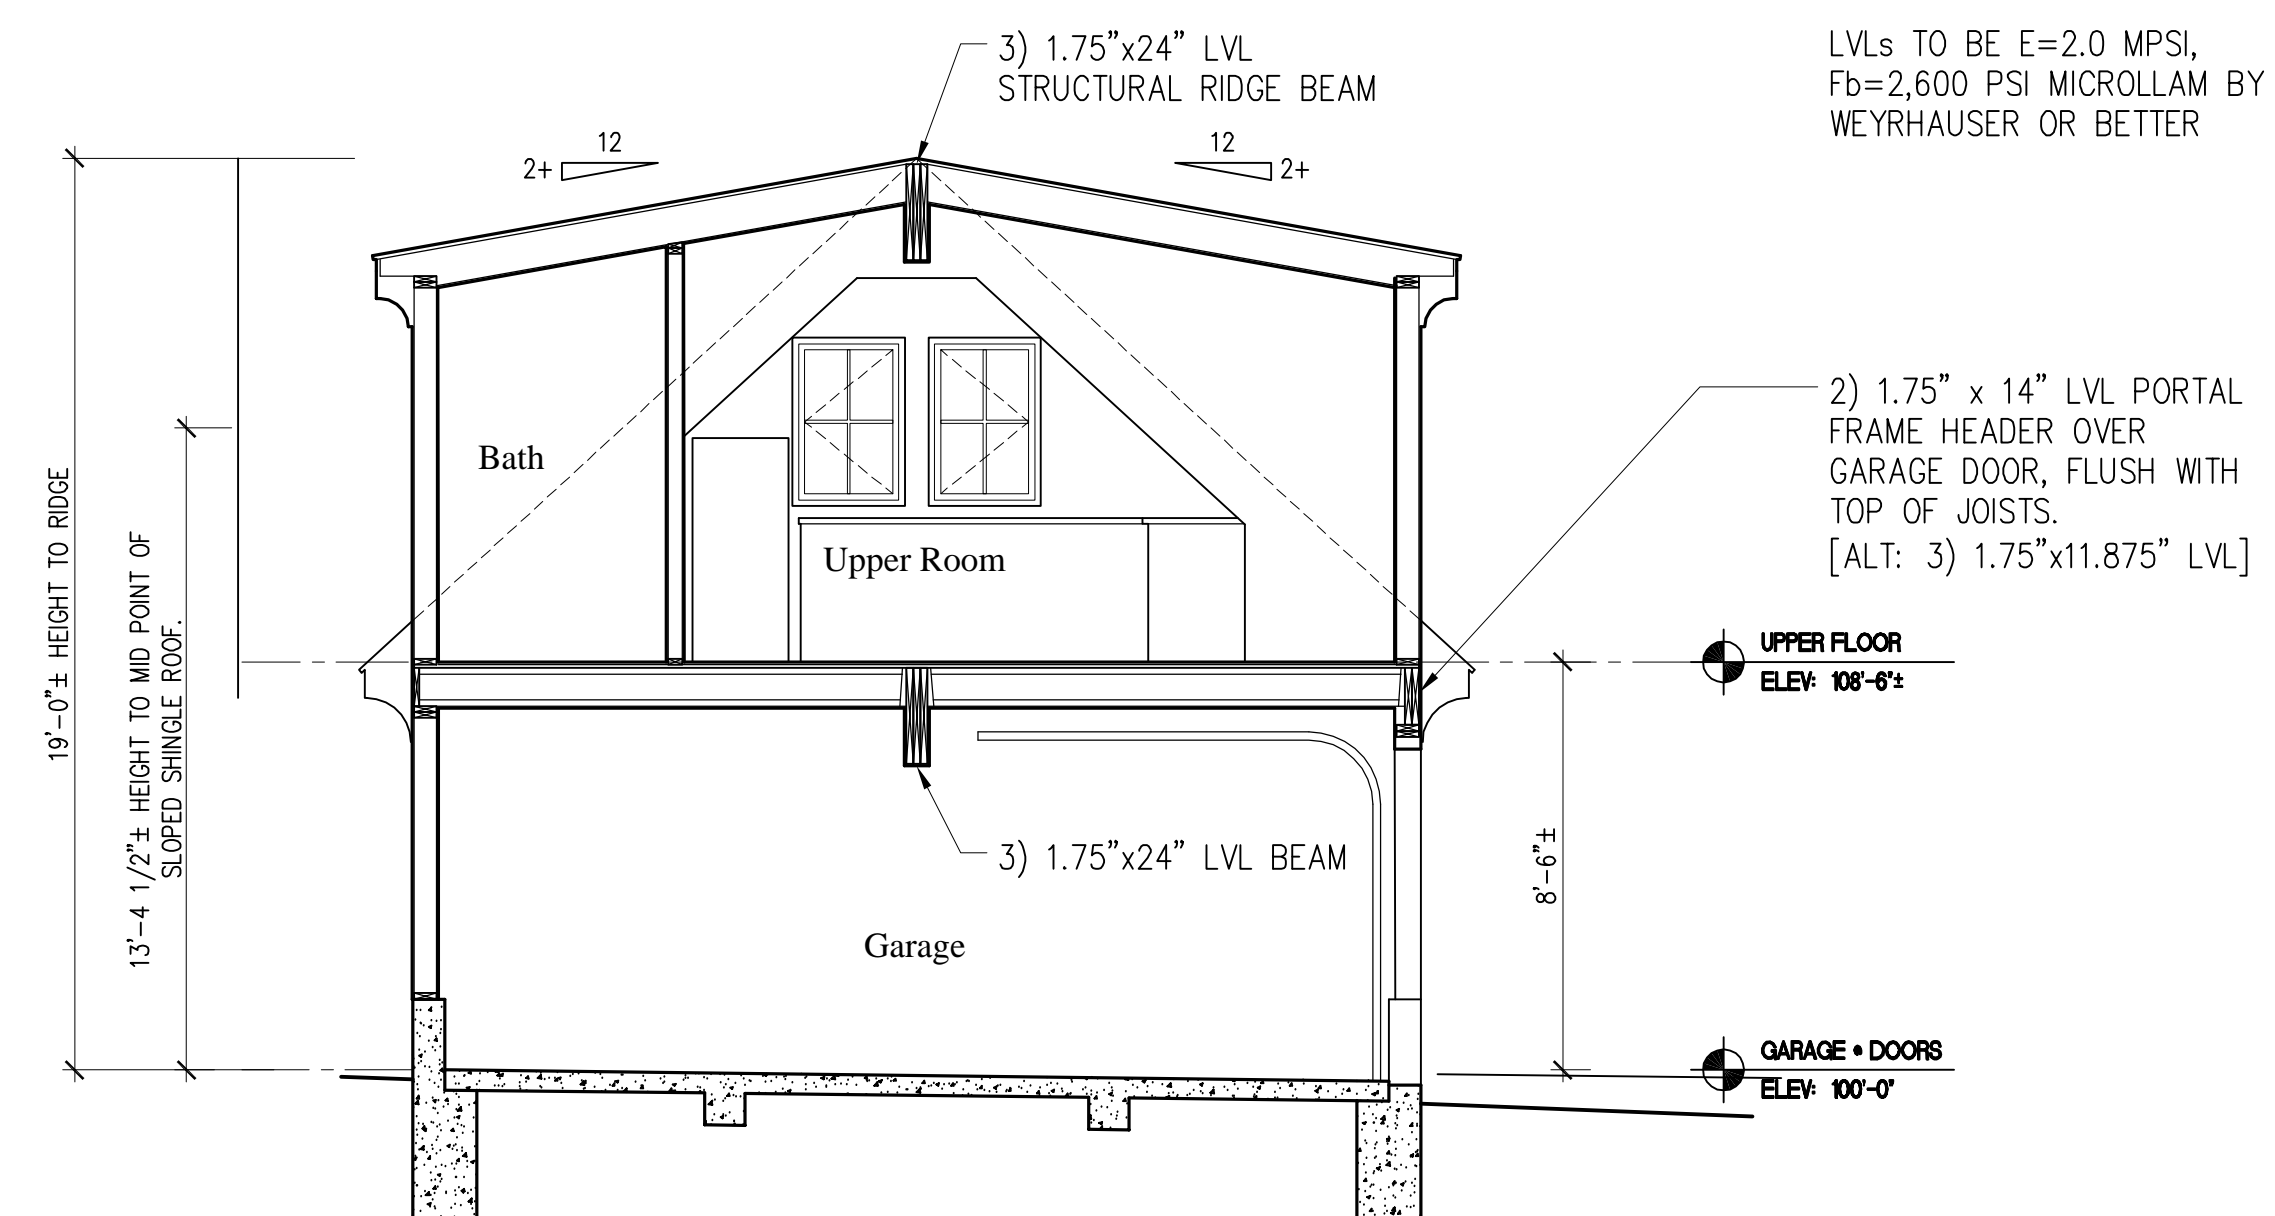 3) 1.75"x24" LVL
STRUCTURAL RIDGE BEAM
LVLs TO BE E=2.0 MPSI,
Fb=2,600 PSI MICROLLAM BY
WEYRHAUSER OR BETTER
12
2+
12
2+
2) 1.75" x 14" LVL PORTAL
FRAME HEADER OVER
GARAGE DOOR, FLUSH WITH
TOP OF JOISTS.
[ALT: 3) 1.75"x11.875" LVL]
Bath
Upper Room
19'-0"± HEIGHT TO RIDGE
13'-4 1/2"± HEIGHT TO MID POINT OF
SLOPED SHINGLE ROOF.
UPPER FLOOR
ELEV: 108'-6"±
3) 1.75"x24" LVL BEAM
8'-6"±
Garage
GARAGE @ DOORS
ELEV: 100'-0"